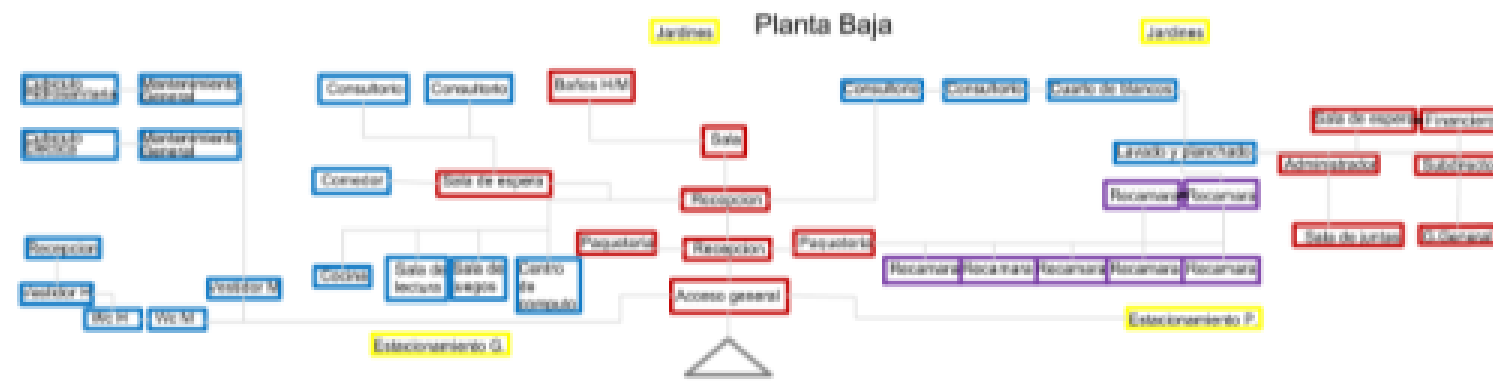 Planta Baja
Jardines
Jardines
Mantenimiento
General
Consultorio
Consultorio
Baños H/M
Consultorio
Consultorio
Cuarto de blancos
Sala de espera
Financiero
Mantenimiento
General
Sala
Lavado y planchado
Administrador
Subdirector
Comedor
Sala de espera
Recepcion
Recamara
Recamara
Recepcion
Paqueteria
Recepcion
Paqueteria
Sala de juntas
G.General
Cocina
Sala de
lectura
Sala de
juegos
Centro
de
computo
Recamara
Recamara
Recamara
Recamara
Recamara
Vestidor H
Vestidor M
Acceso general
Wc H
Wc M
Estacionamiento G.
Estacionamiento P.